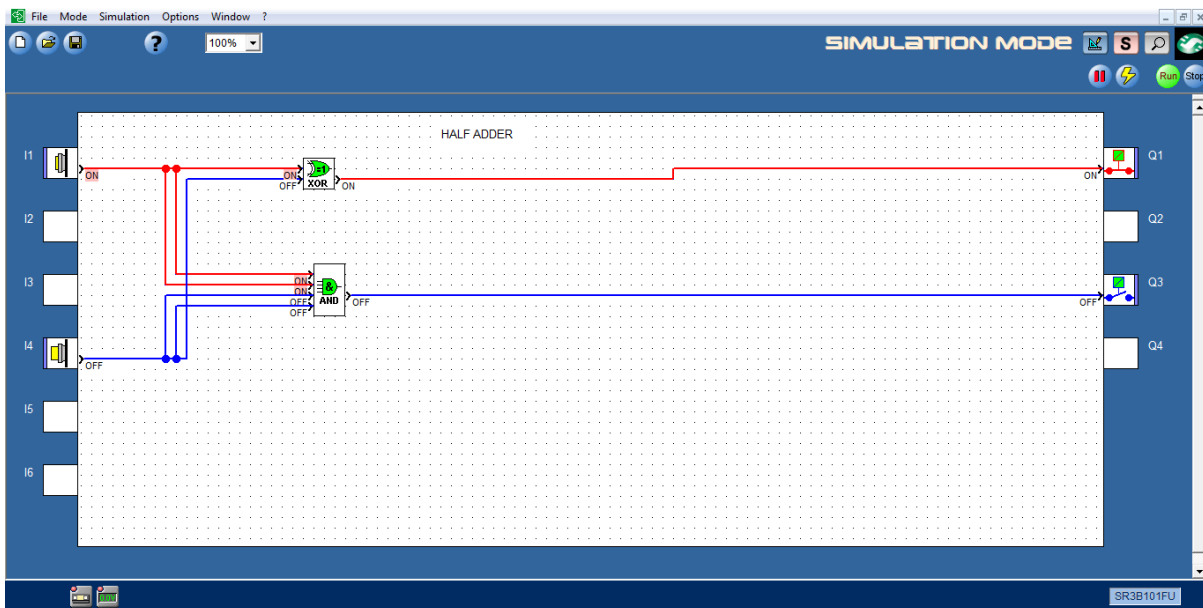 File Mode Simulation Options Window ?
? 100% SIMULATION MODE S
Run Stop
HALF ADDER
I1 Q1
ON ON ON
=1
OFF XOR ON
I2 Q2
I3 Q3
ON
ON &
OFF AND OFF OFF
OFF
I4 Q4
OFF
I5
I6
SR3B101FU